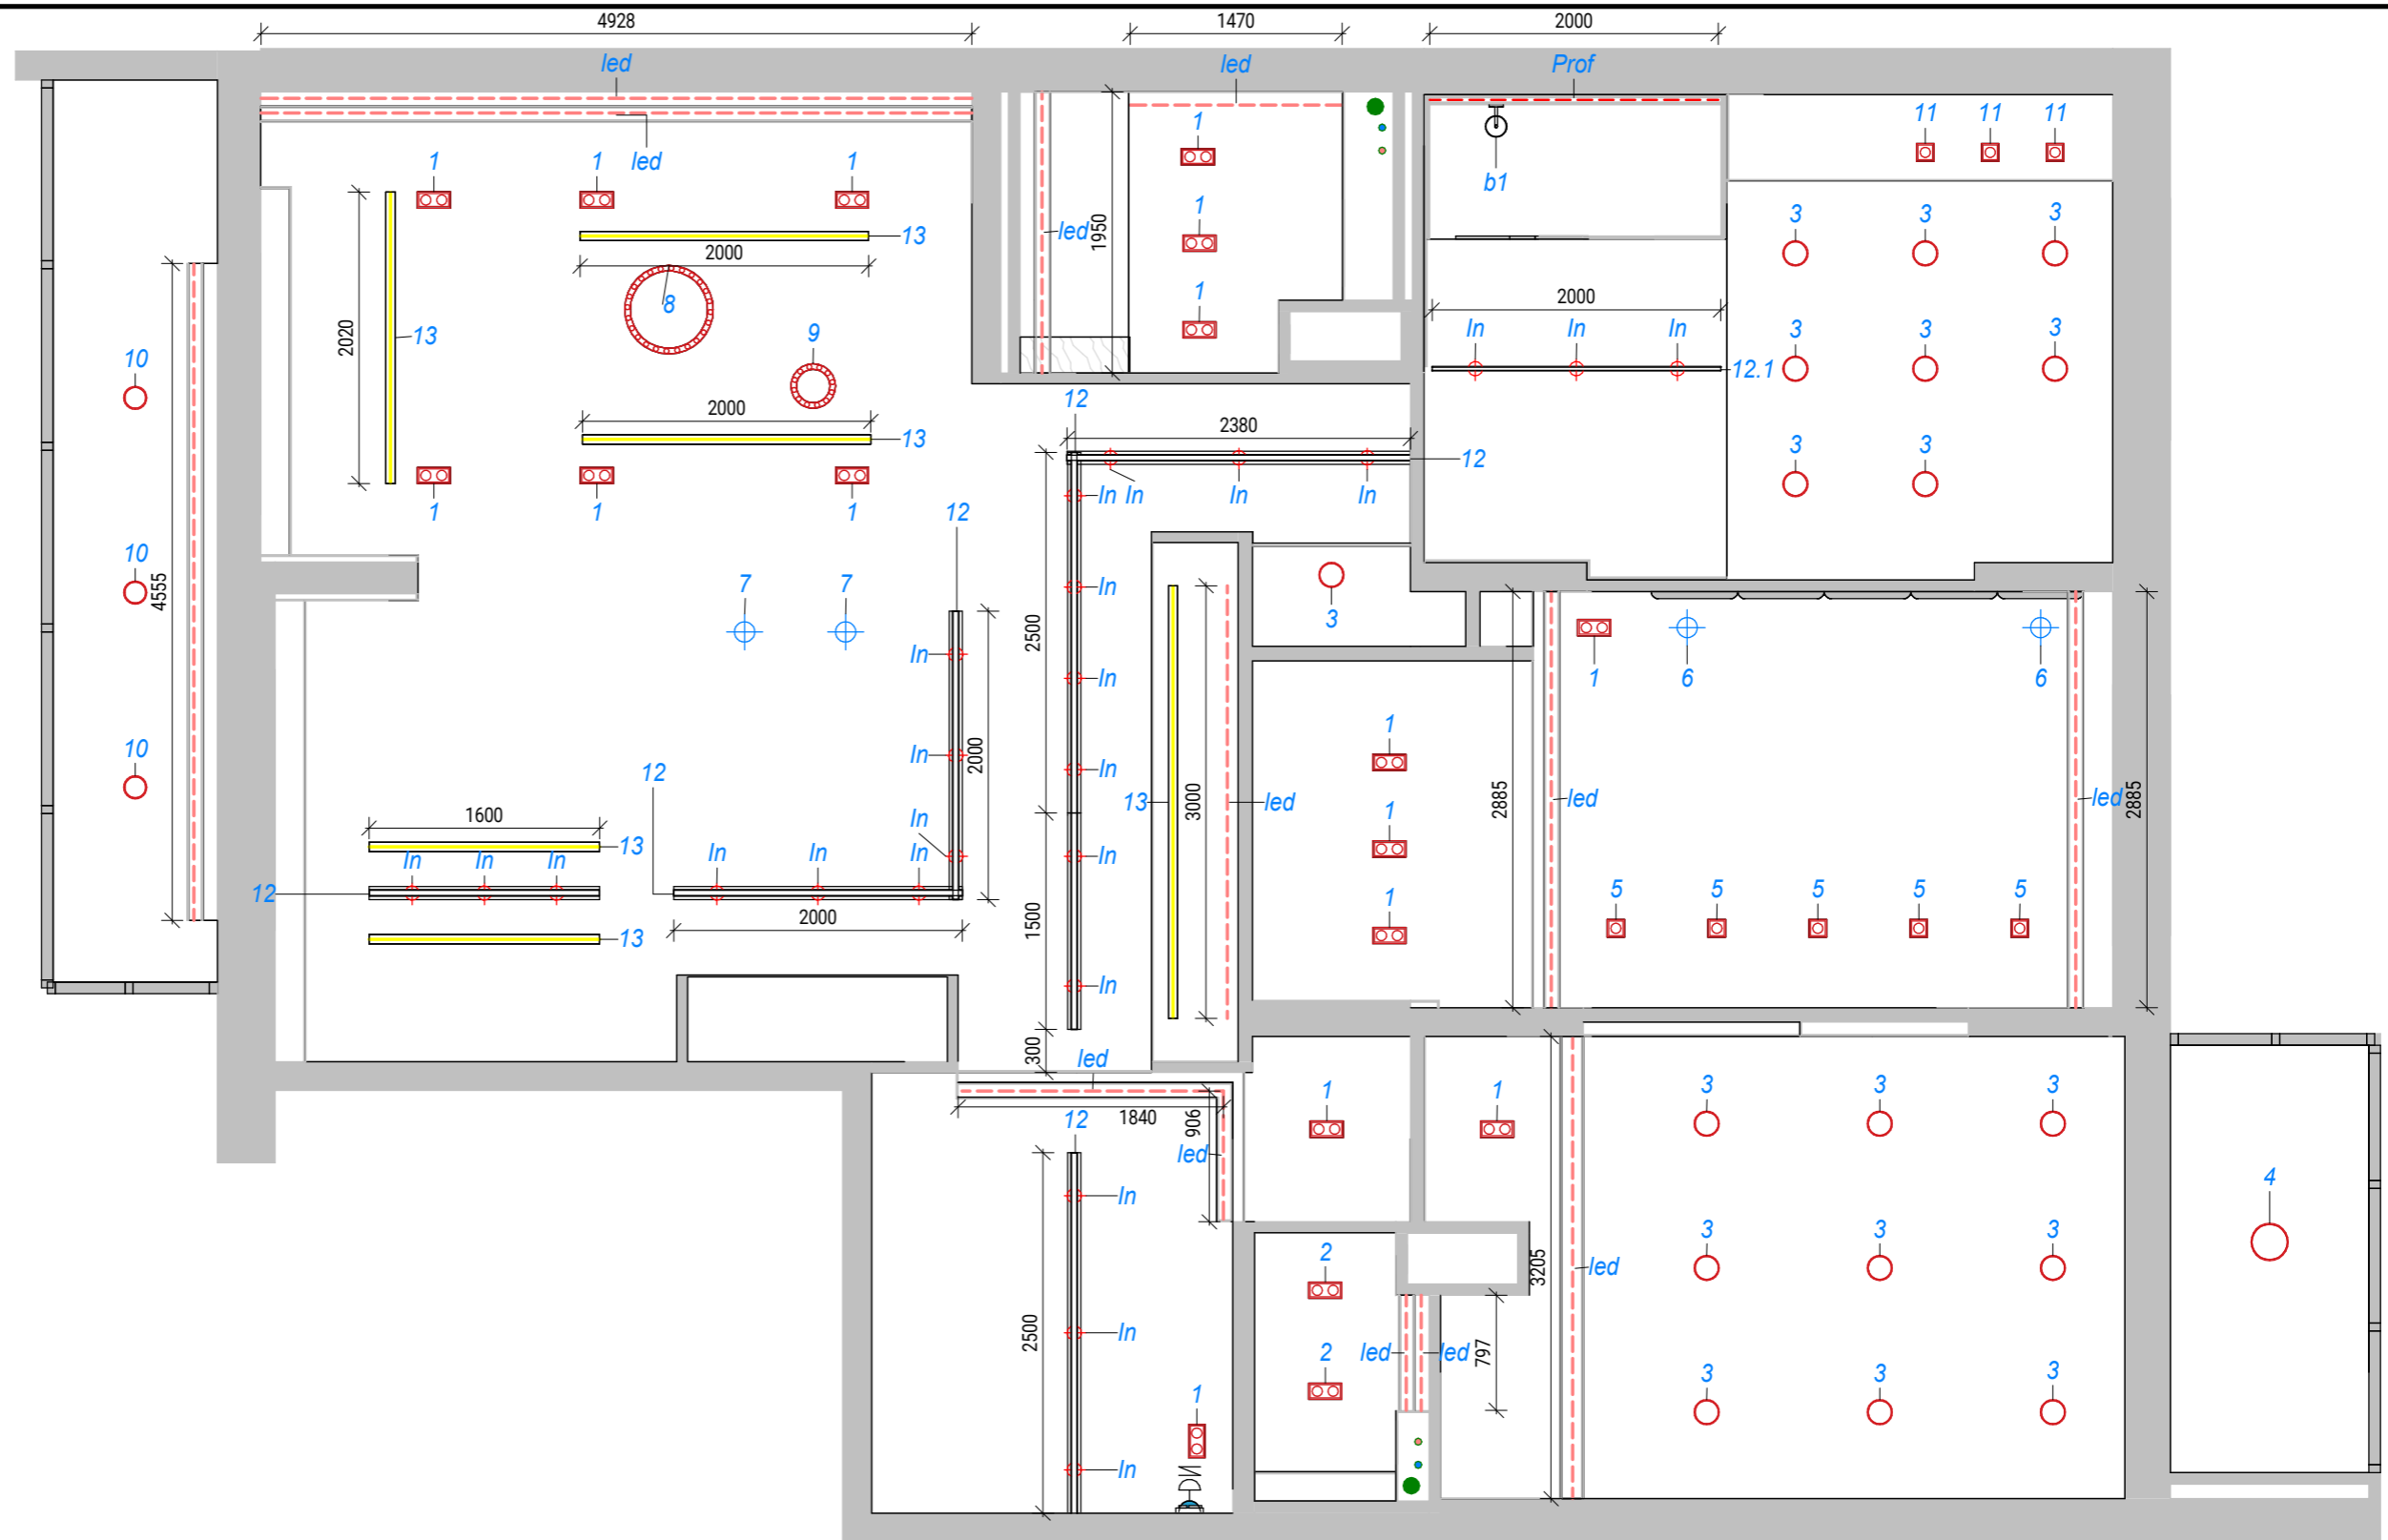 4928 1470 2000
led led Prof
led
1 1 1 1 11 11 11
b1
1 3 3 3
led 1950
13
2000
8
1 2000
2020 13 9 In In In 3 3 3
10 12.1
12
2000 2380
13 12
3 3
1 1 1 In In In In
12
10 7 7 In
4555 3
2500
In In 1 6 6
1
In 2000
10 12 In
13 3000 led led led
2885 2885
1600 In 1
13 In
In In In In In In
12 5 5 5 5 5
2000
13 1500 1
In
300
led
1840 906 1 1 3 3 3
12
led
In 4
3 3 3
2 3205 led
2500
In 2 led led 797
1 3 3 3
In